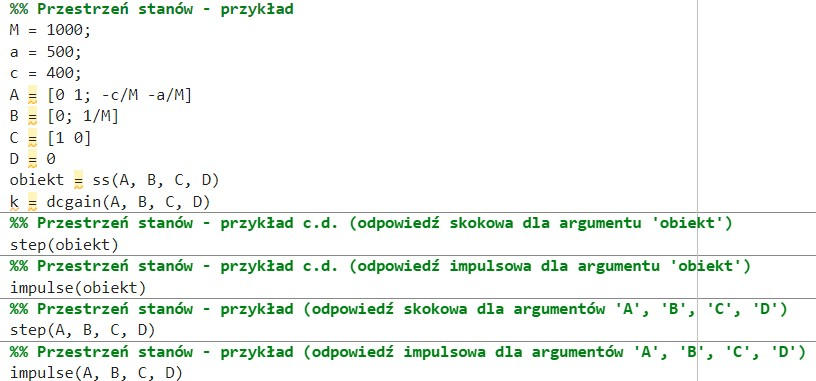 %% Przestrzeń stanów - przykład
M = 1000;
a = 500;
c = 400;
A = [0 1; -c/M -a/M]
B = [0; 1/M]
C = [1 0]
D = 0
obiekt = ss(A, B, C, D)
k = dcgain(A, B, C, D)
%% Przestrzeń stanów - przykład c.d. (odpowiedź skokowa dla argumentu 'obiekt')
step(obiekt)
%% Przestrzeń stanów - przykład c.d. (odpowiedź impulsowa dla argumentu 'obiekt')
impulse(obiekt)
%% Przestrzeń stanów - przykład (odpowiedź skokowa dla argumentów 'A', 'B', 'C', 'D')
step(A, B, C, D)
%% Przestrzeń stanów - przykład (odpowiedź impulsowa dla argumentów 'A', 'B', 'C', 'D')
impulse(A, B, C, D)